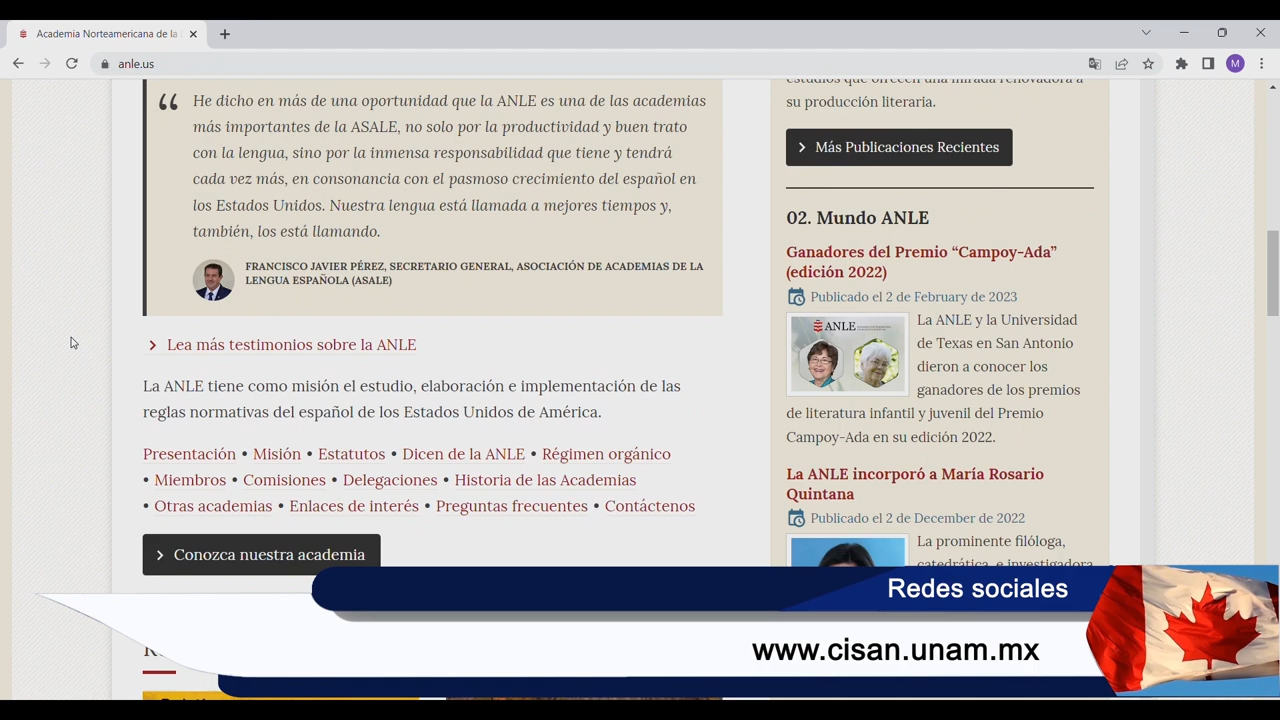 Academia Norteamericana de la
anle.us
M
He dicho en más de una oportunidad que la ANLE es una de las academias
más importantes de la ASALE, no solo por la productividad y buen trato
con la lengua, sino por la inmensa responsabilidad que tiene y tendrá
cada vez más, en consonancia con el pasmoso crecimiento del español en
los Estados Unidos. Nuestra lengua está llamada a mejores tiempos y,
también, los está llamando.
FRANCISCO JAVIER PÉREZ, SECRETARIO GENERAL, ASOCIACIÓN DE ACADEMIAS DE LA
LENGUA ESPAÑOLA (ASALE)
Lea más testimonios sobre la ANLE
La ANLE tiene como misión el estudio, elaboración e implementación de las
reglas normativas del español de los Estados Unidos de América.
Presentación • Misión • Estatutos • Dicen de la ANLE • Régimen orgánico
• Miembros • Comisiones • Delegaciones • Historia de las Academias
• Otras academias • Enlaces de interés • Preguntas frecuentes • Contáctenos
Conozca nuestra academia
estudios que ofrecen una mirada renovadora a
su producción literaria.
Más Publicaciones Recientes
02. Mundo ANLE
Ganadores del Premio “Campoy-Ada”
(edición 2022)
Publicado el 2 de February de 2023
ANLE
La ANLE y la Universidad
de Texas en San Antonio
dieron a conocer los
ganadores de los premios
de literatura infantil y juvenil del Premio
Campoy-Ada en su edición 2022.
La ANLE incorporó a María Rosario
Quintana
Publicado el 2 de December de 2022
La prominente filóloga,
catedrática, e investigadora
Redes sociales
www.cisan.unam.mx